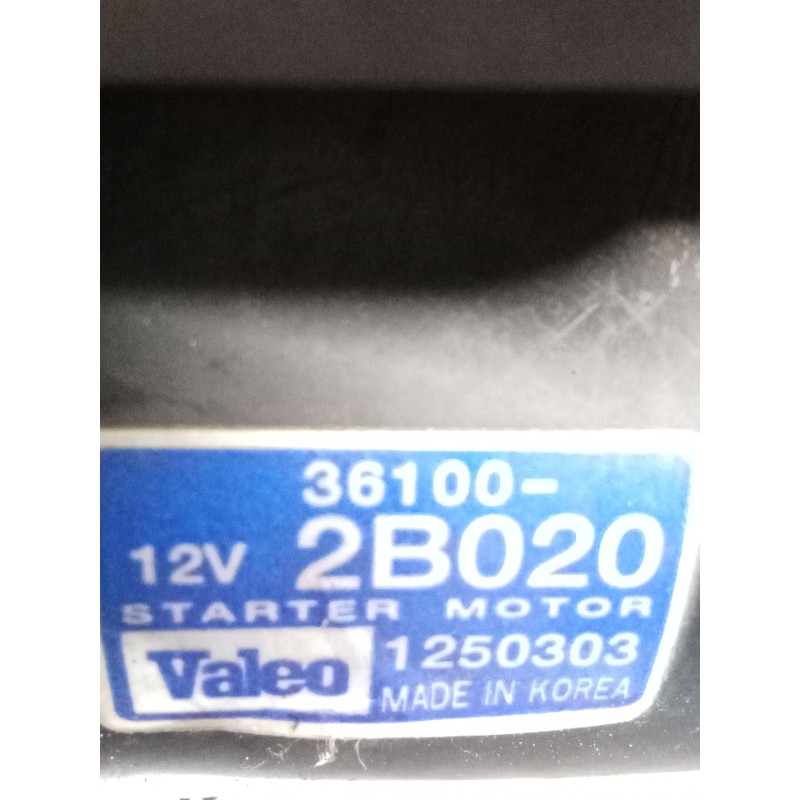 36100-
12V 2B020
STARTER MOTOR
Valeo 1250303
MADE IN KOREA